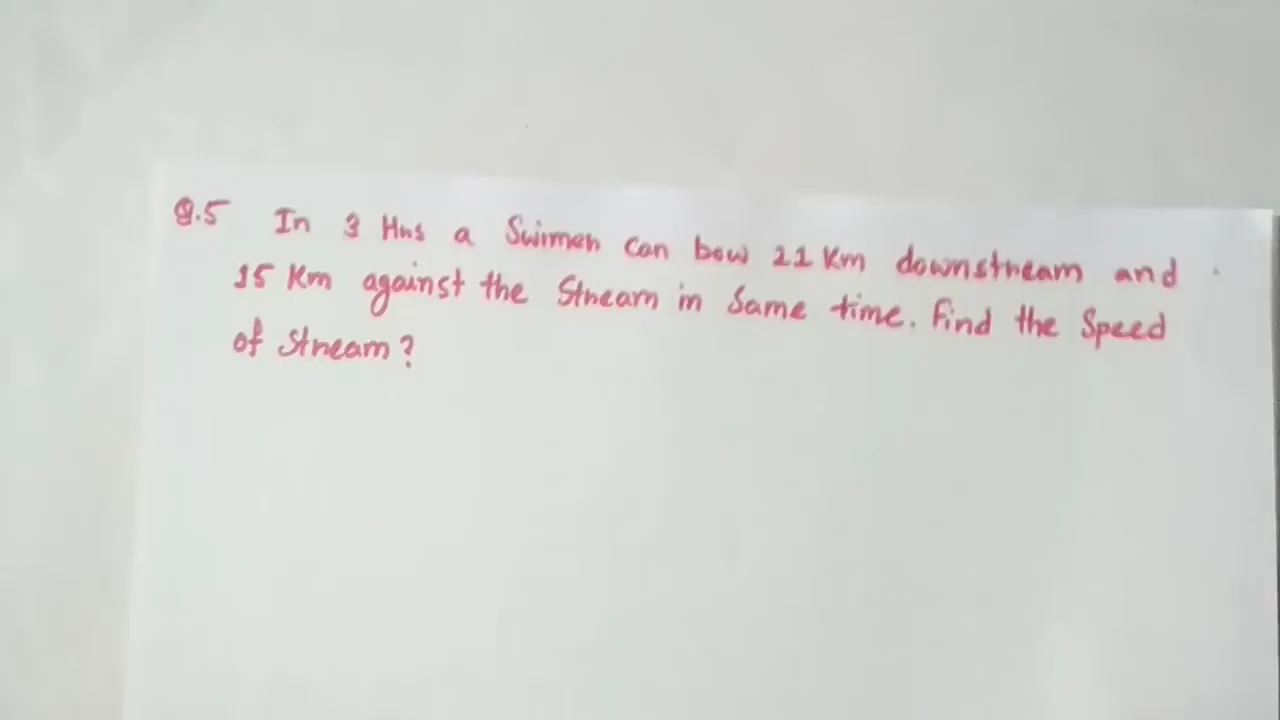 Q.5 In 3 Hrs a Swimer can bow 21 Km downstream and
15 Km against the Stream in Same time. Find the Speed
of Stream?